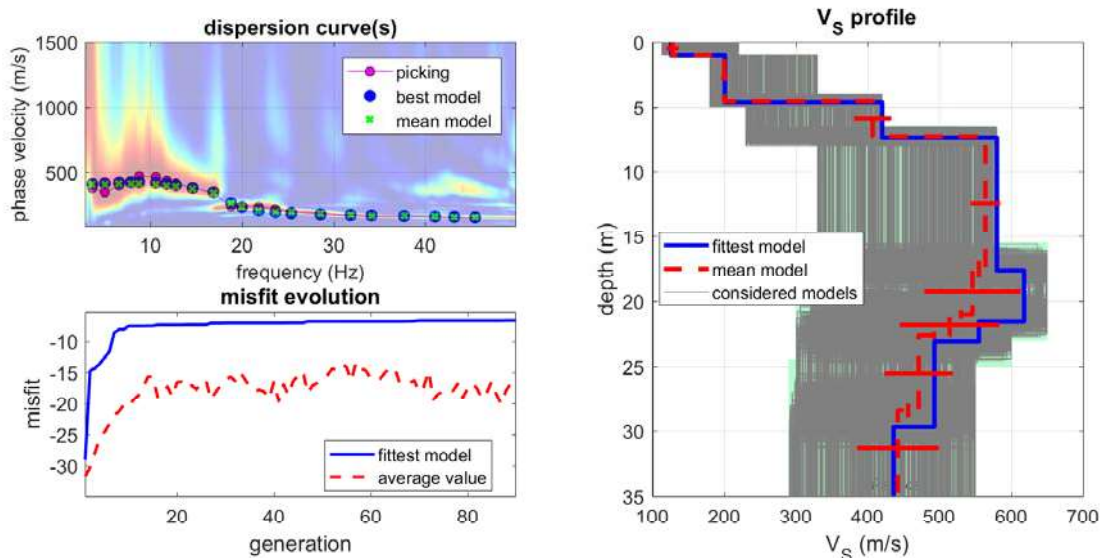 dispersion curve(s)
1500
1000
500
phase velocity (m/s)
picking
best model
mean model
10
20
30
40
frequency (Hz)
misfit evolution
-10
-15
-20
-25
-30
misfit
fittest model
average value
20
40
60
80
generation
VS profile
0
5
10
15
20
25
30
35
depth (m)
fittest model
mean model
considered models
100
200
300
400
500
600
700
VS (m/s)